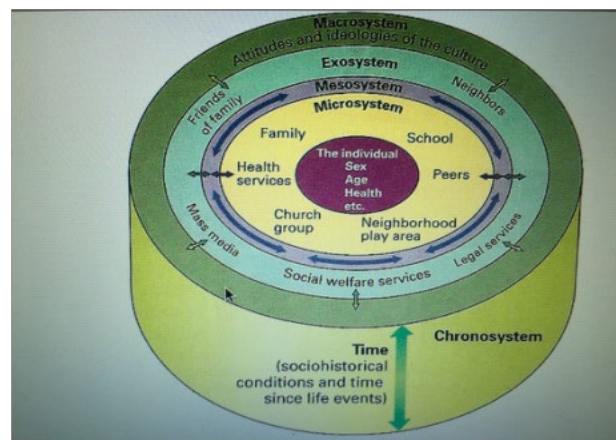 Macrosystem
Attitudes and ideologies of the culture
Exosystem
Mesosystem
Microsystem
Friends
of family
Neighbors
Family
School
The individual
Sex
Age
Health
etc.
Health
services
Peers
Church
group
Neighborhood
play area
Mass media
Social welfare services
Legal services
Chronosystem
Time
(sociohistorical
conditions and time
since life events)